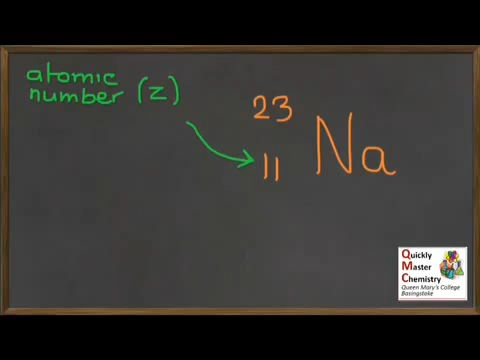 atomic
number (z)
23
11 Na
Quickly
Master
Chemistry
Queen Mary's College
Basingstoke